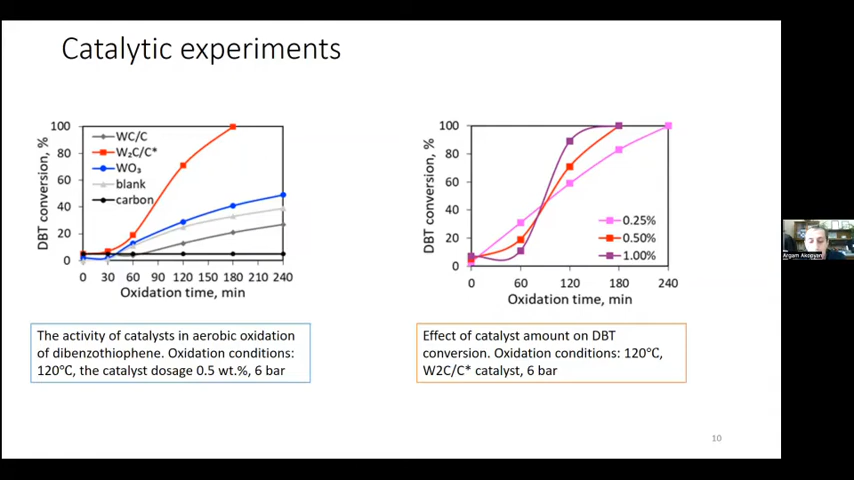 Catalytic experiments
100
80
60
40
20
0
DBT conversion, %
WC/C
W₂C/C*
WO₃
blank
carbon
0 30 60 90 120 150 180 210 240
Oxidation time, min
100
80
60
40
20
0
DBT conversion, %
0.25%
0.50%
1.00%
0 60 120 180 240
Oxidation time, min
The activity of catalysts in aerobic oxidation
of dibenzothiophene. Oxidation conditions:
120℃, the catalyst dosage 0.5 wt.%, 6 bar
Effect of catalyst amount on DBT
conversion. Oxidation conditions: 120℃,
W2C/C* catalyst, 6 bar
10
Argam Akopyan